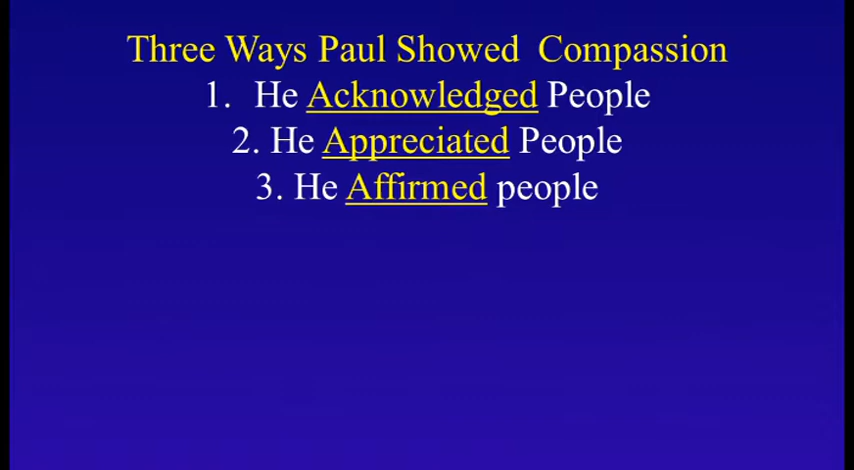 Three Ways Paul Showed Compassion
1. He Acknowledged People
2. He Appreciated People
3. He Affirmed people